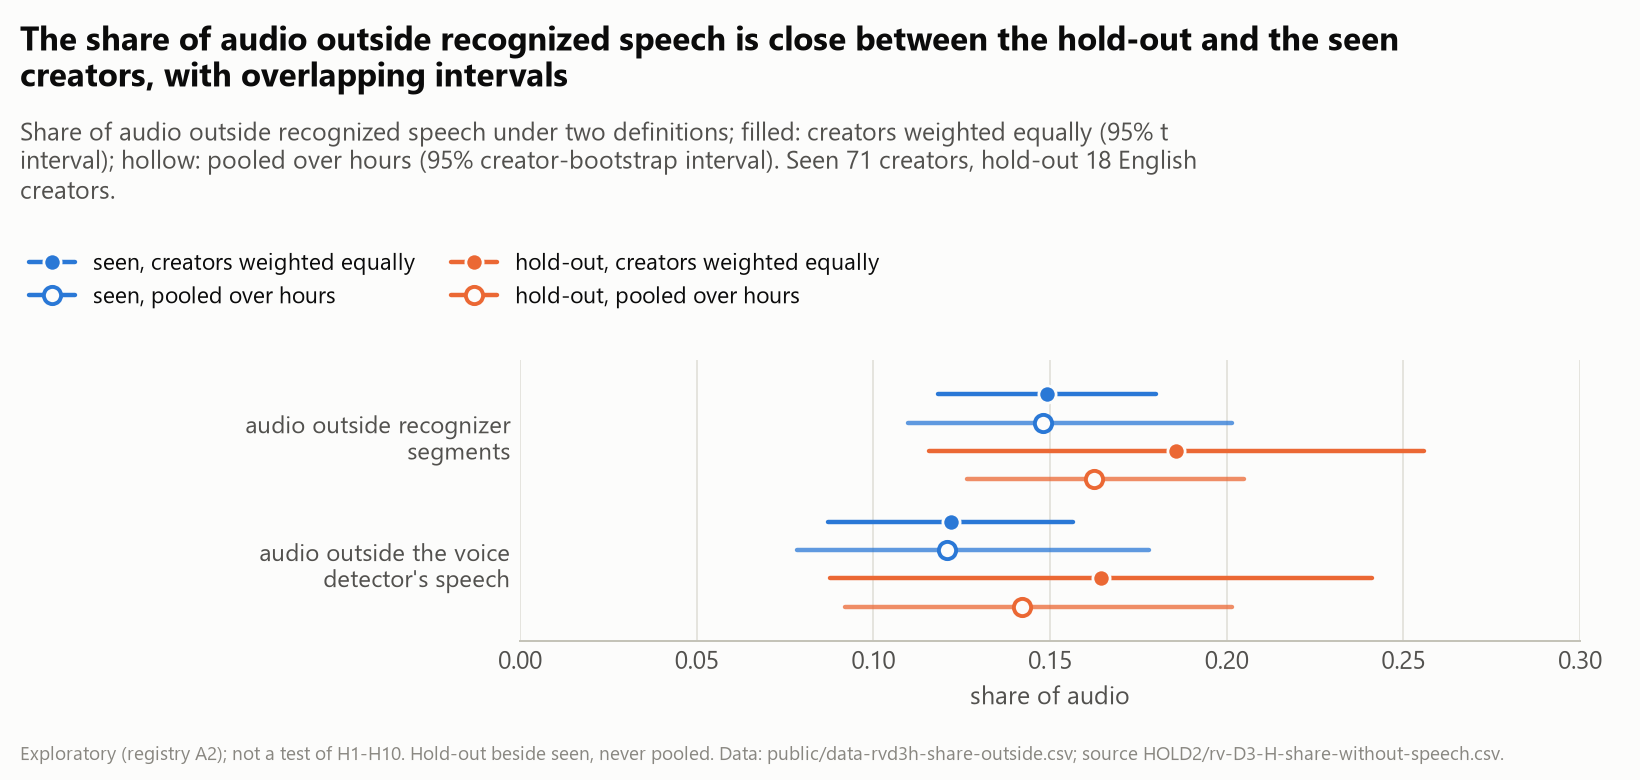 The share of audio outside recognized speech is close between the hold-out and the seen
creators, with overlapping intervals
Share of audio outside recognized speech under two definitions; filled: creators weighted equally (95% t
interval); hollow: pooled over hours (95% creator-bootstrap interval). Seen 71 creators, hold-out 18 English
creators.
seen, creators weighted equally
hold-out, creators weighted equally
seen, pooled over hours
hold-out, pooled over hours
audio outside recognizer
segments
audio outside the voice
detector's speech
0.00 0.05 0.10 0.15 0.20 0.25 0.30
share of audio
Exploratory (registry A2); not a test of H1-H10. Hold-out beside seen, never pooled. Data: public/data-rvd3h-share-outside.csv; source HOLD2/rv-D3-H-share-without-speech.csv.